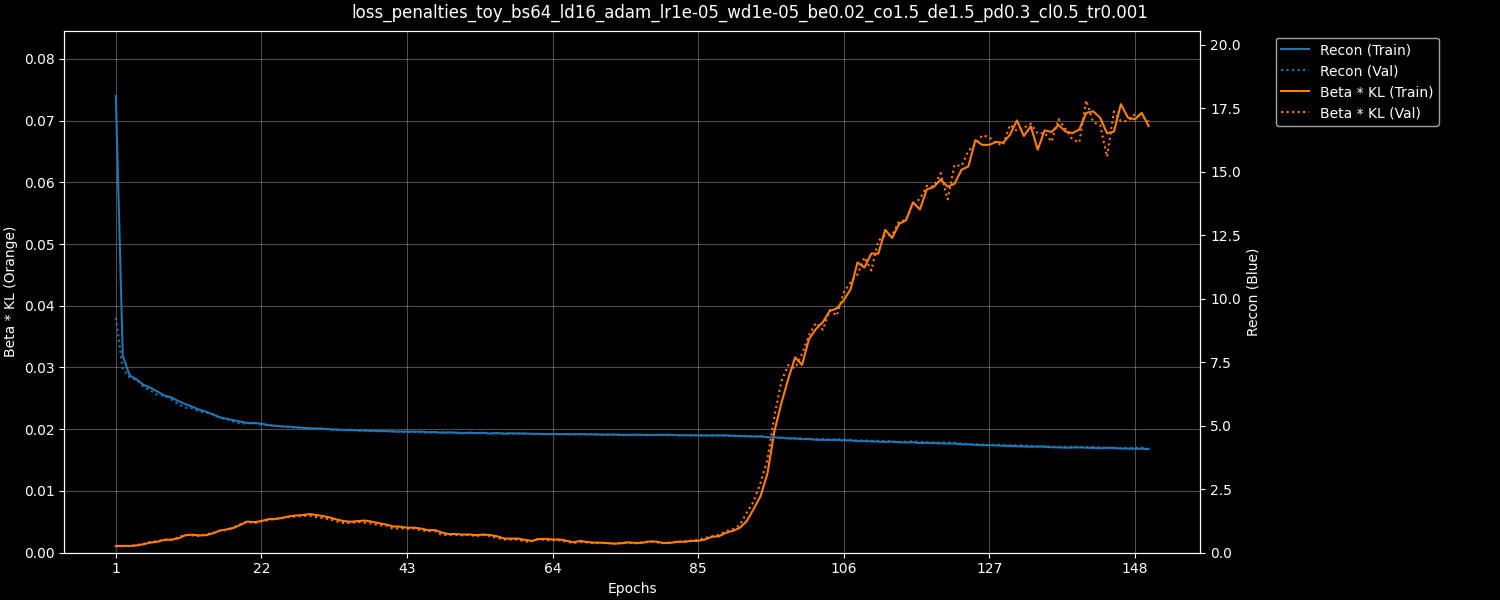 loss_penalties_toy_bs64_ld16_adam_lr1e-05_wd1e-05_be0.02_co1.5_de1.5_pd0.3_cl0.5_tr0.001
Beta * KL (Orange)
0.08
0.07
0.06
0.05
0.04
0.03
0.02
0.01
0.00
1 22 43 64 85 106 127 148
Epochs
20.0
17.5
15.0
12.5
10.0
7.5
5.0
2.5
0.0
Recon (Blue)
Recon (Train)
Recon (Val)
Beta * KL (Train)
Beta * KL (Val)